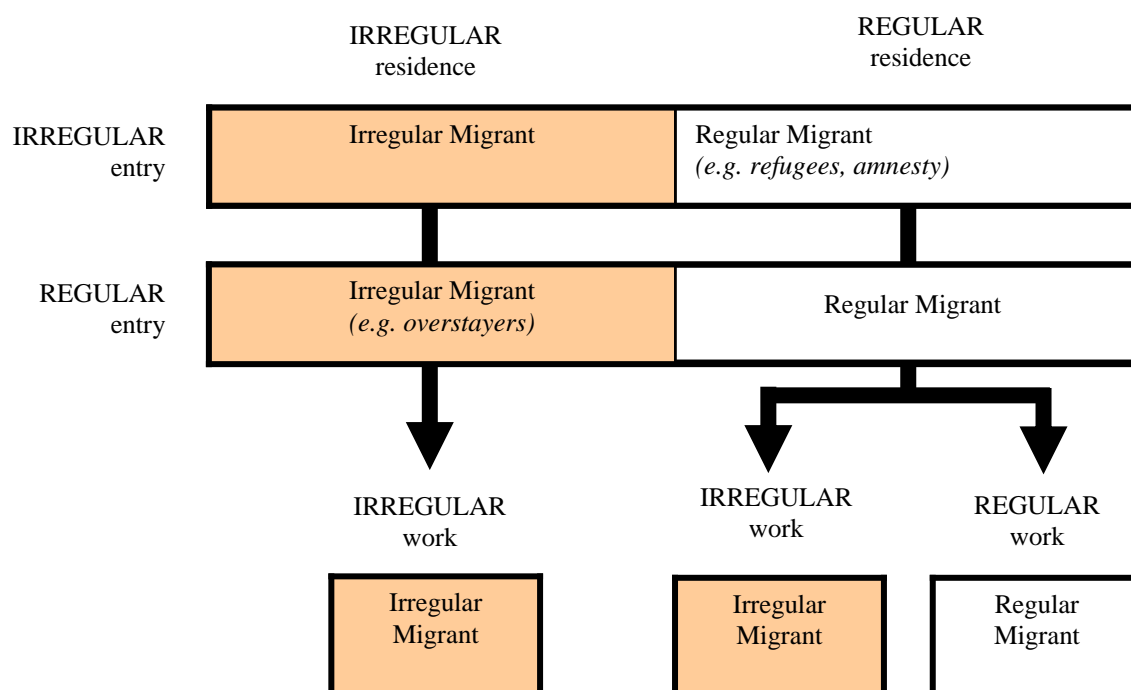 IRREGULAR
residence
REGULAR
residence
IRREGULAR
entry
Irregular Migrant
Regular Migrant
(e.g. refugees, amnesty)
REGULAR
entry
Irregular Migrant
(e.g. overstayers)
Regular Migrant
IRREGULAR
work
IRREGULAR
work
REGULAR
work
Irregular
Migrant
Irregular
Migrant
Regular
Migrant